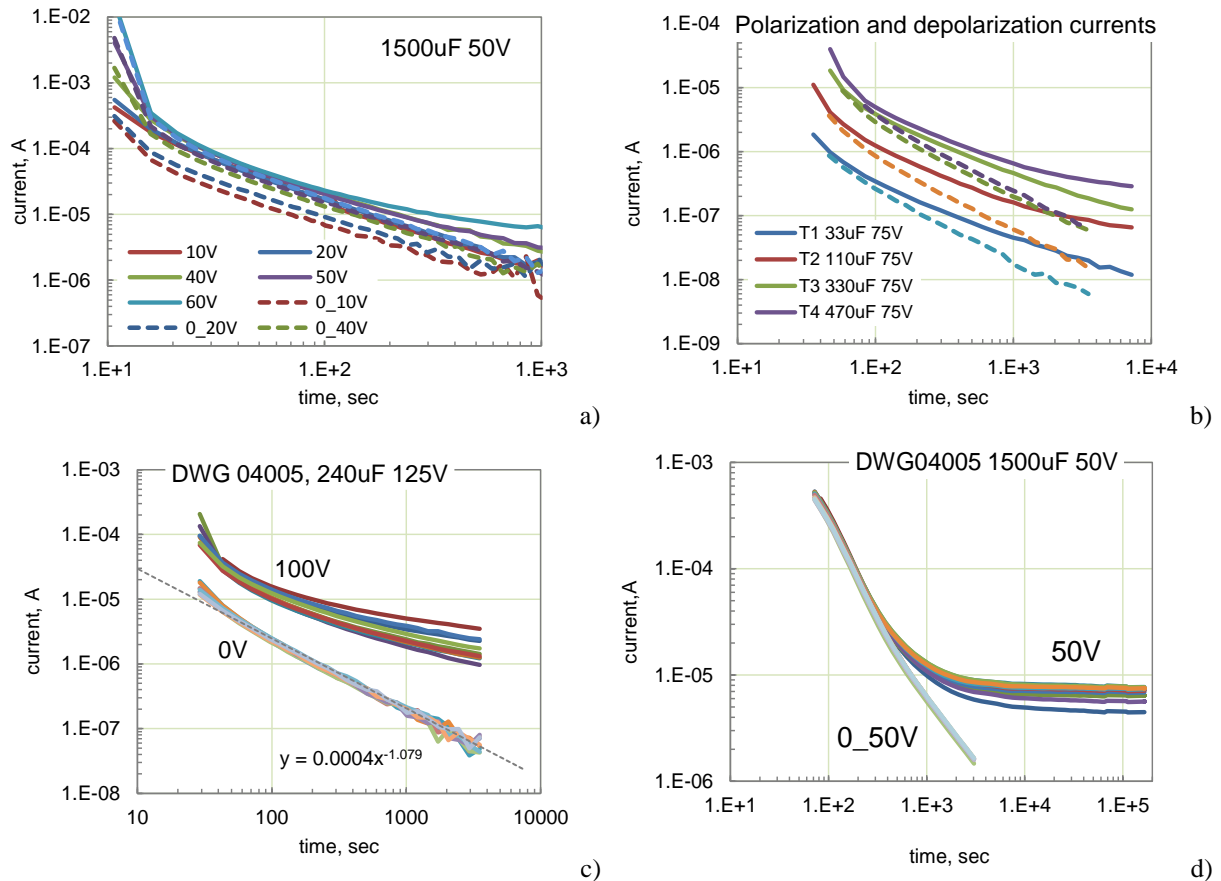 1500uF 50V
1.E-02
1.E-03
1.E-04
1.E-05
1.E-06
1.E-07
current, A
10V 20V
40V 50V
60V 0_10V
0_20V 0_40V
1.E+1 1.E+2 1.E+3
time, sec
a)
Polarization and depolarization currents
1.E-04
1.E-05
1.E-06
1.E-07
1.E-08
1.E-09
current, A
T1 33uF 75V
T2 110uF 75V
T3 330uF 75V
T4 470uF 75V
1.E+1 1.E+2 1.E+3 1.E+4
time, sec
b)
DWG 04005, 240uF 125V
1.E-03
1.E-04
1.E-05
1.E-06
1.E-07
1.E-08
current, A
100V
0V
y = 0.0004x-1.079
10 100 1000 10000
time, sec
c)
DWG04005 1500uF 50V
1.E-03
1.E-04
1.E-05
1.E-06
current,A
50V
0_50V
1.E+1 1.E+2 1.E+3 1.E+4 1.E+5
time, sec
d)